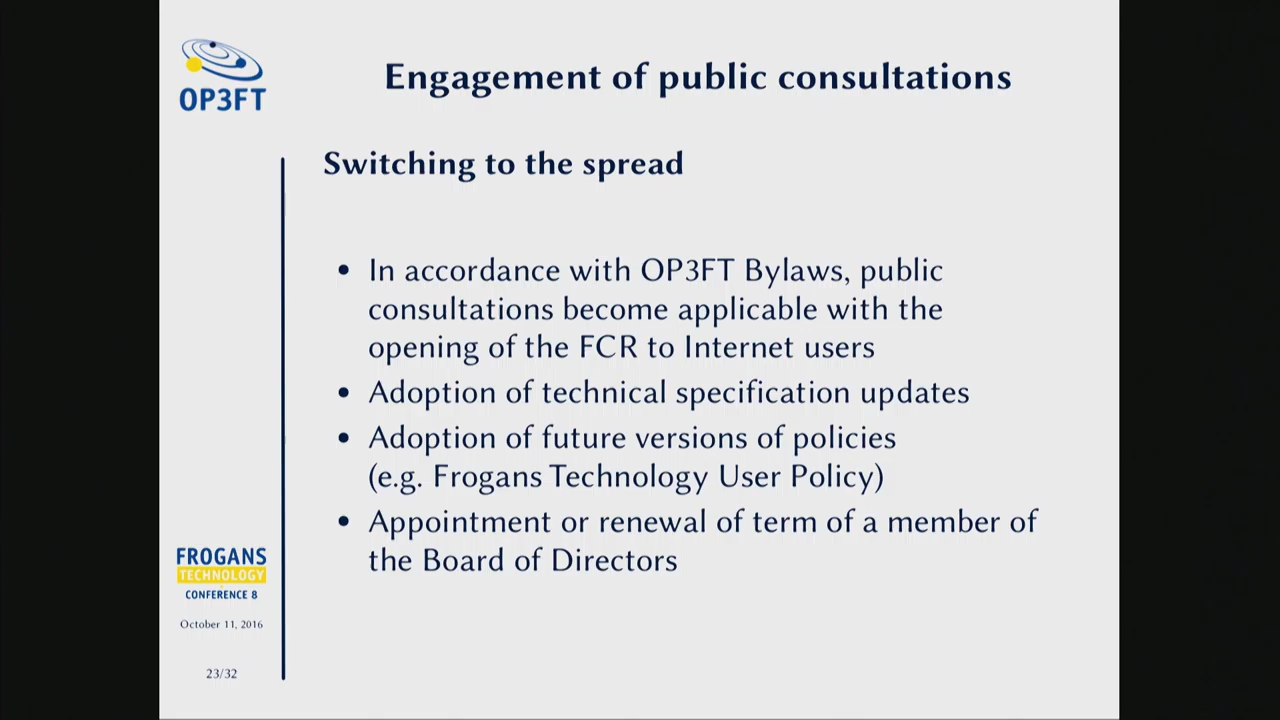 OP3FT
Engagement of public consultations
Switching to the spread
• In accordance with OP3FT Bylaws, public
consultations become applicable with the
opening of the FCR to Internet users
• Adoption of technical specification updates
• Adoption of future versions of policies
(e.g. Frogans Technology User Policy)
• Appointment or renewal of term of a member of
the Board of Directors
FROGANS
TECHNOLOGY
CONFERENCE 8
October 11, 2016
23/32